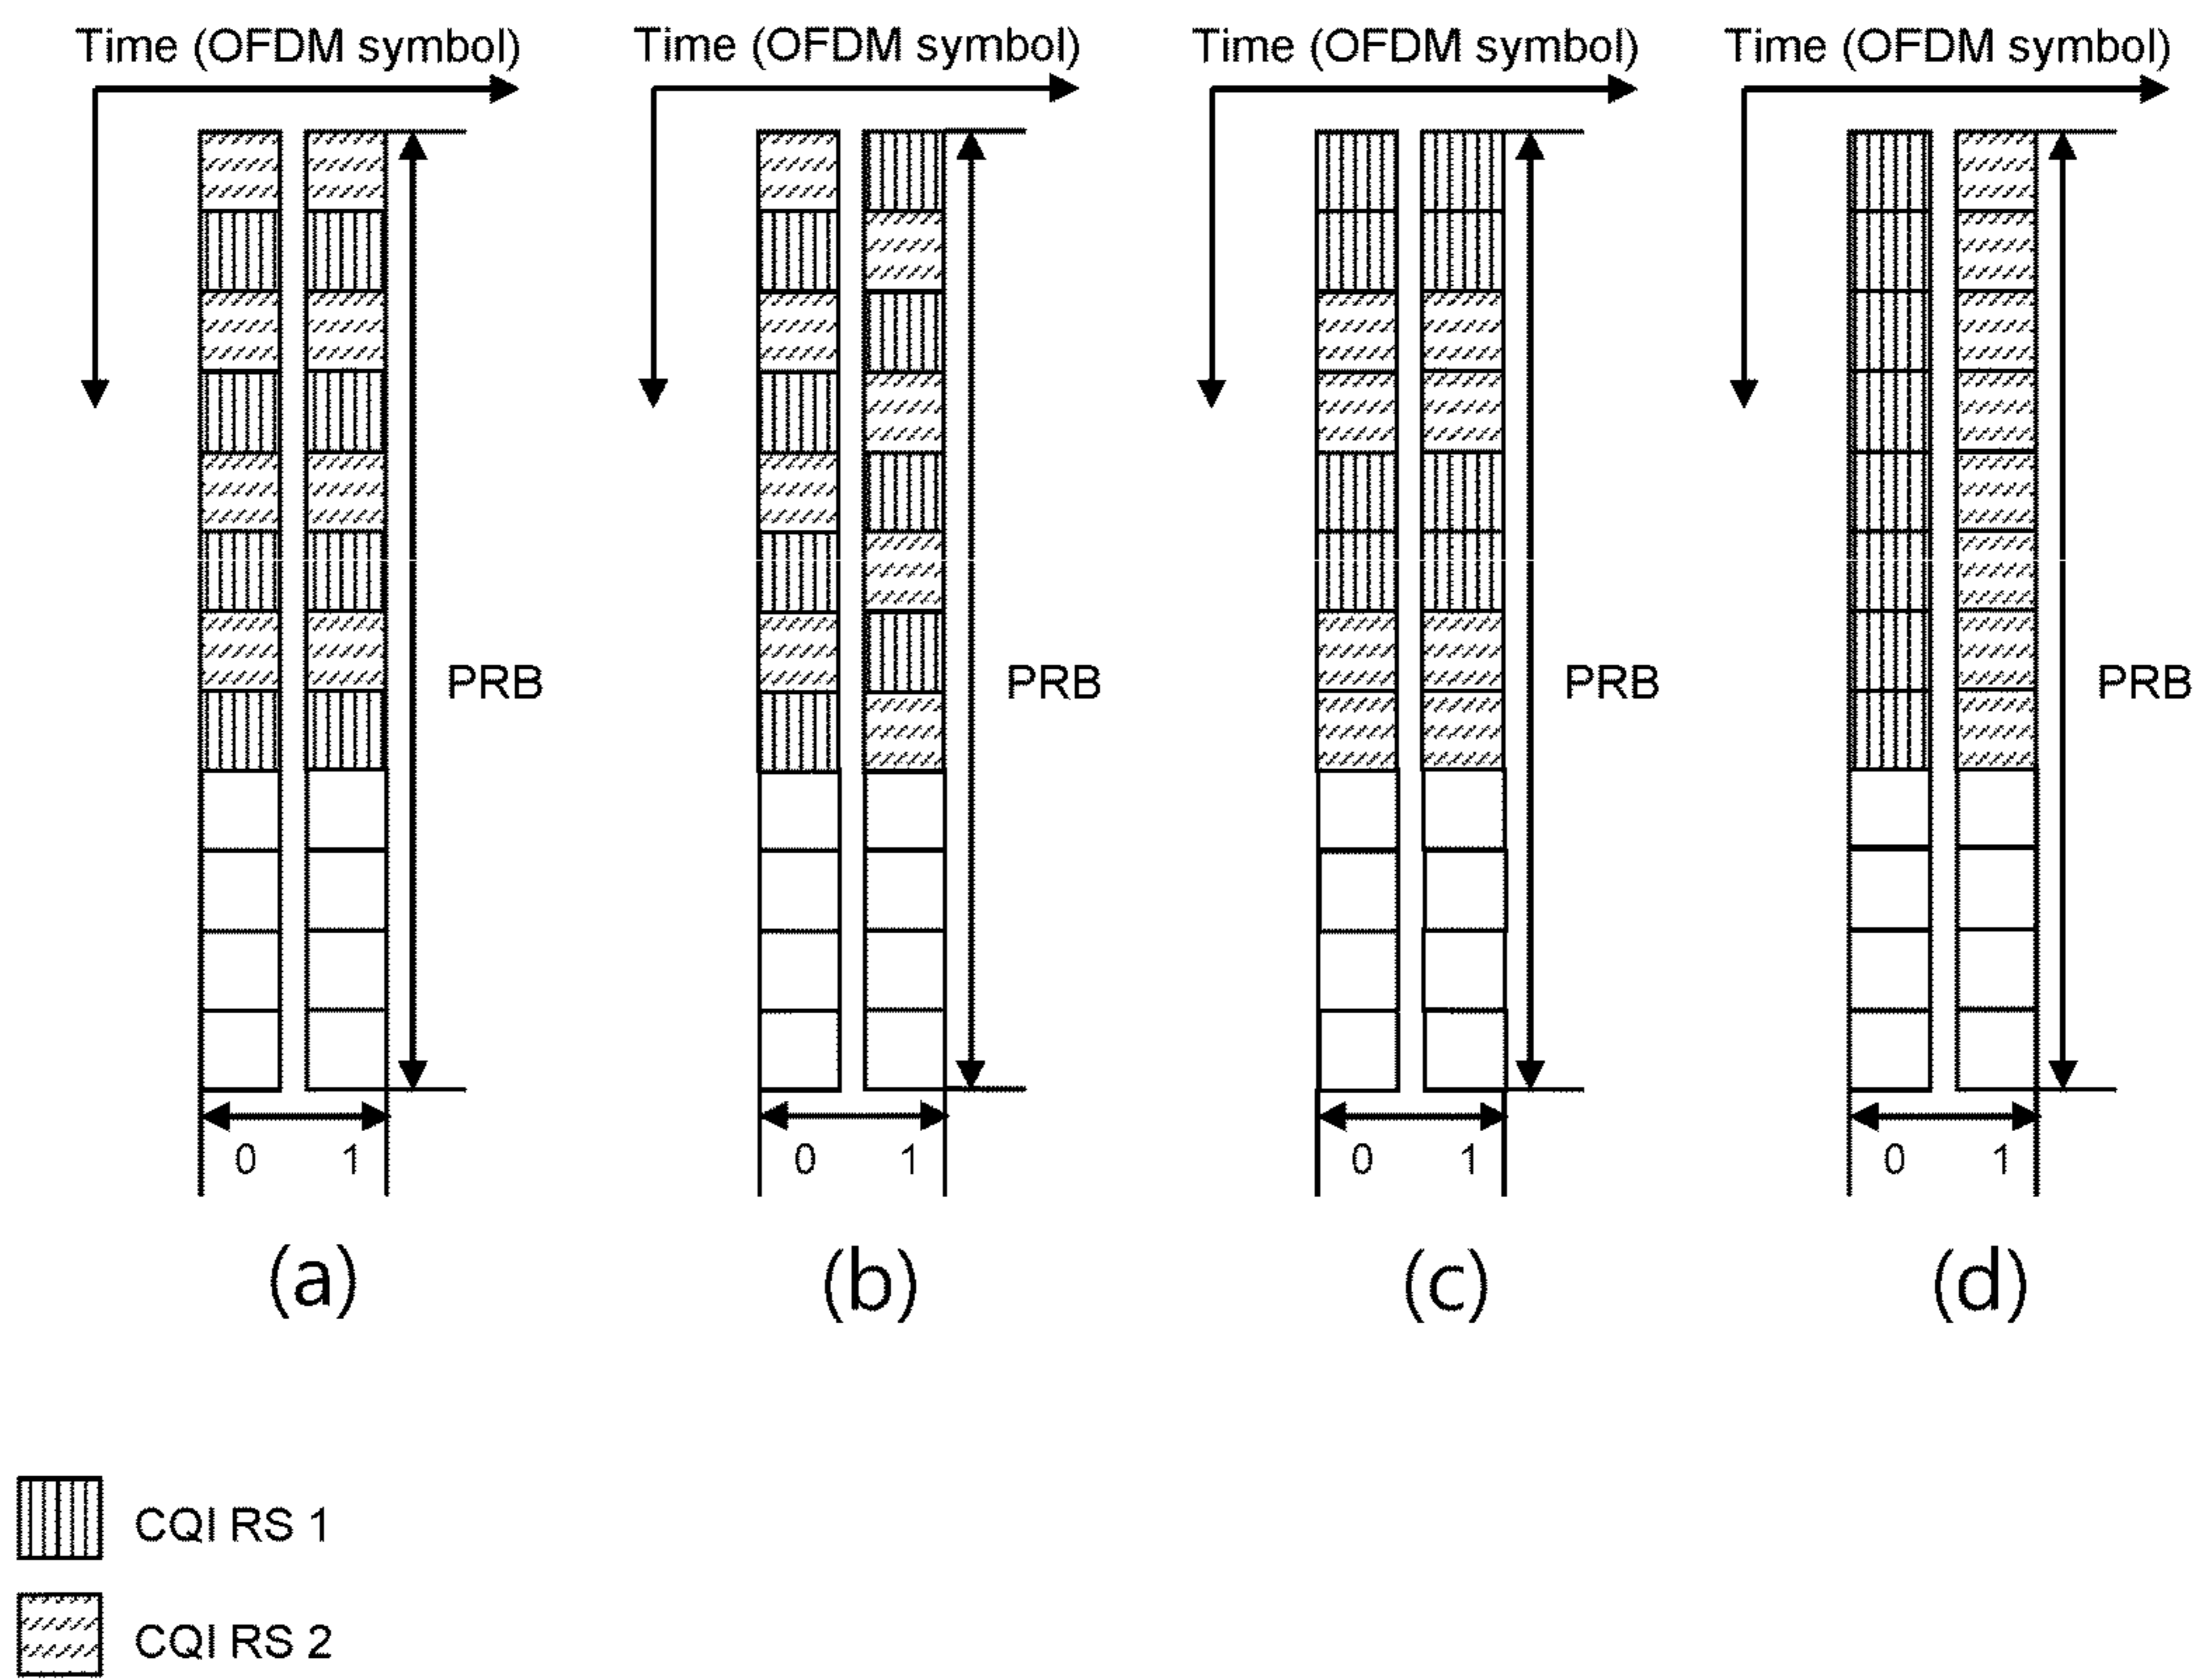 Time (OFDM symbol) Time (OFDM symbol) Time (OFDM symbol) Time (OFDM symbol)
PRB PRB PRB PRB
0 1 0 1 0 1 0 1
(a) (b) (c) (d)
CQI RS 1
CQI RS 2